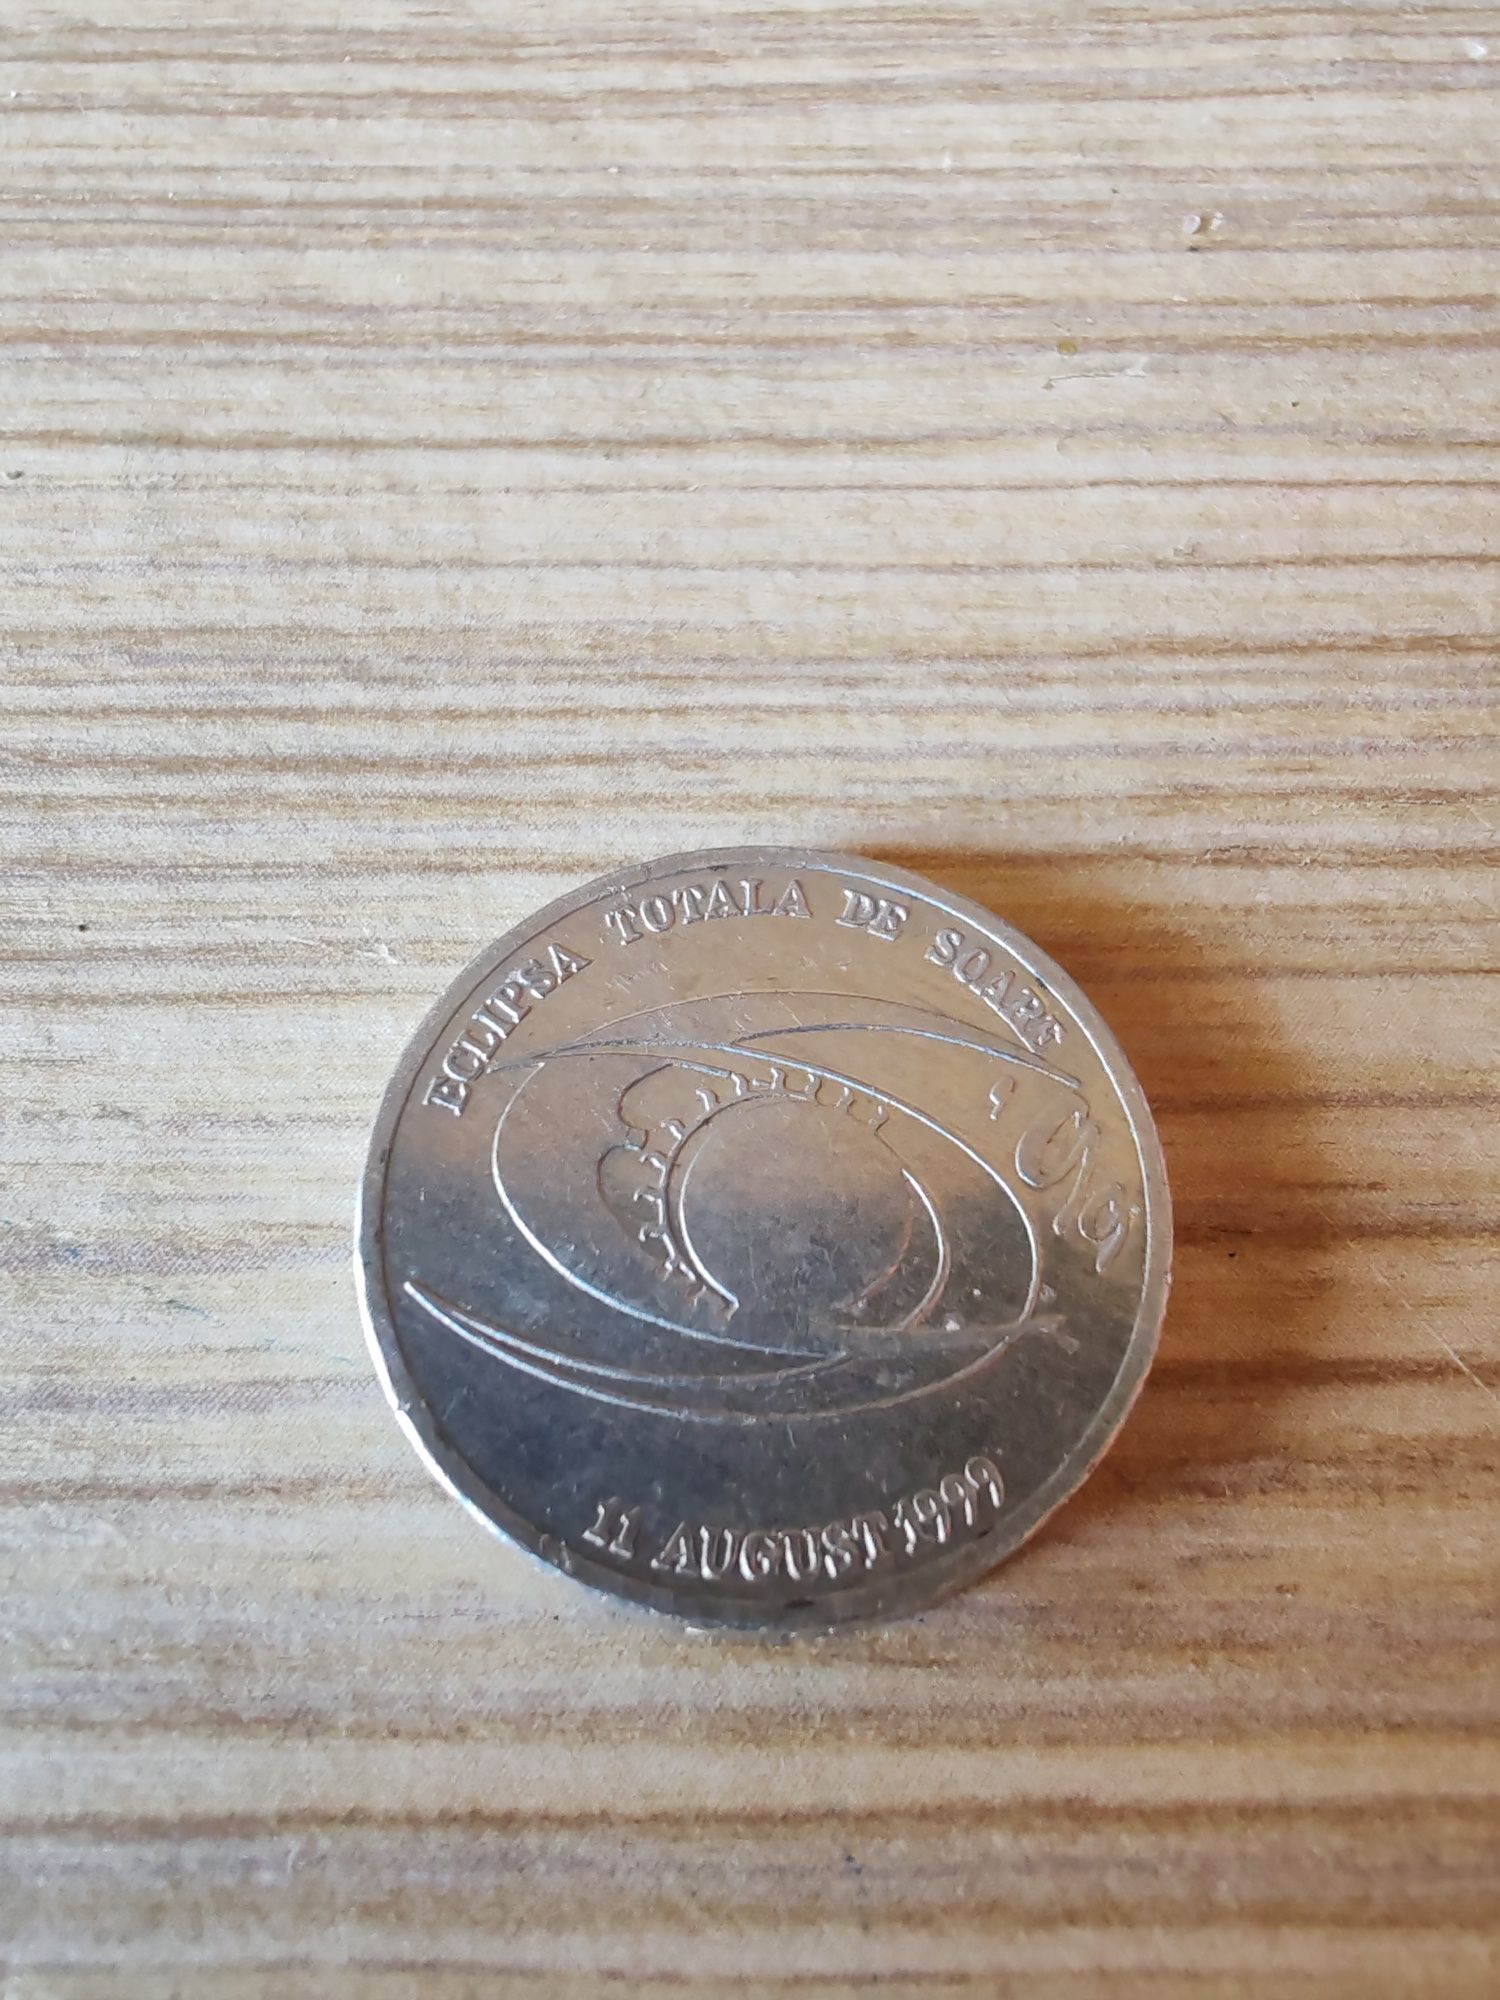 ECLIPSA TOTALA DE SOARE
11 AUGUST 1999